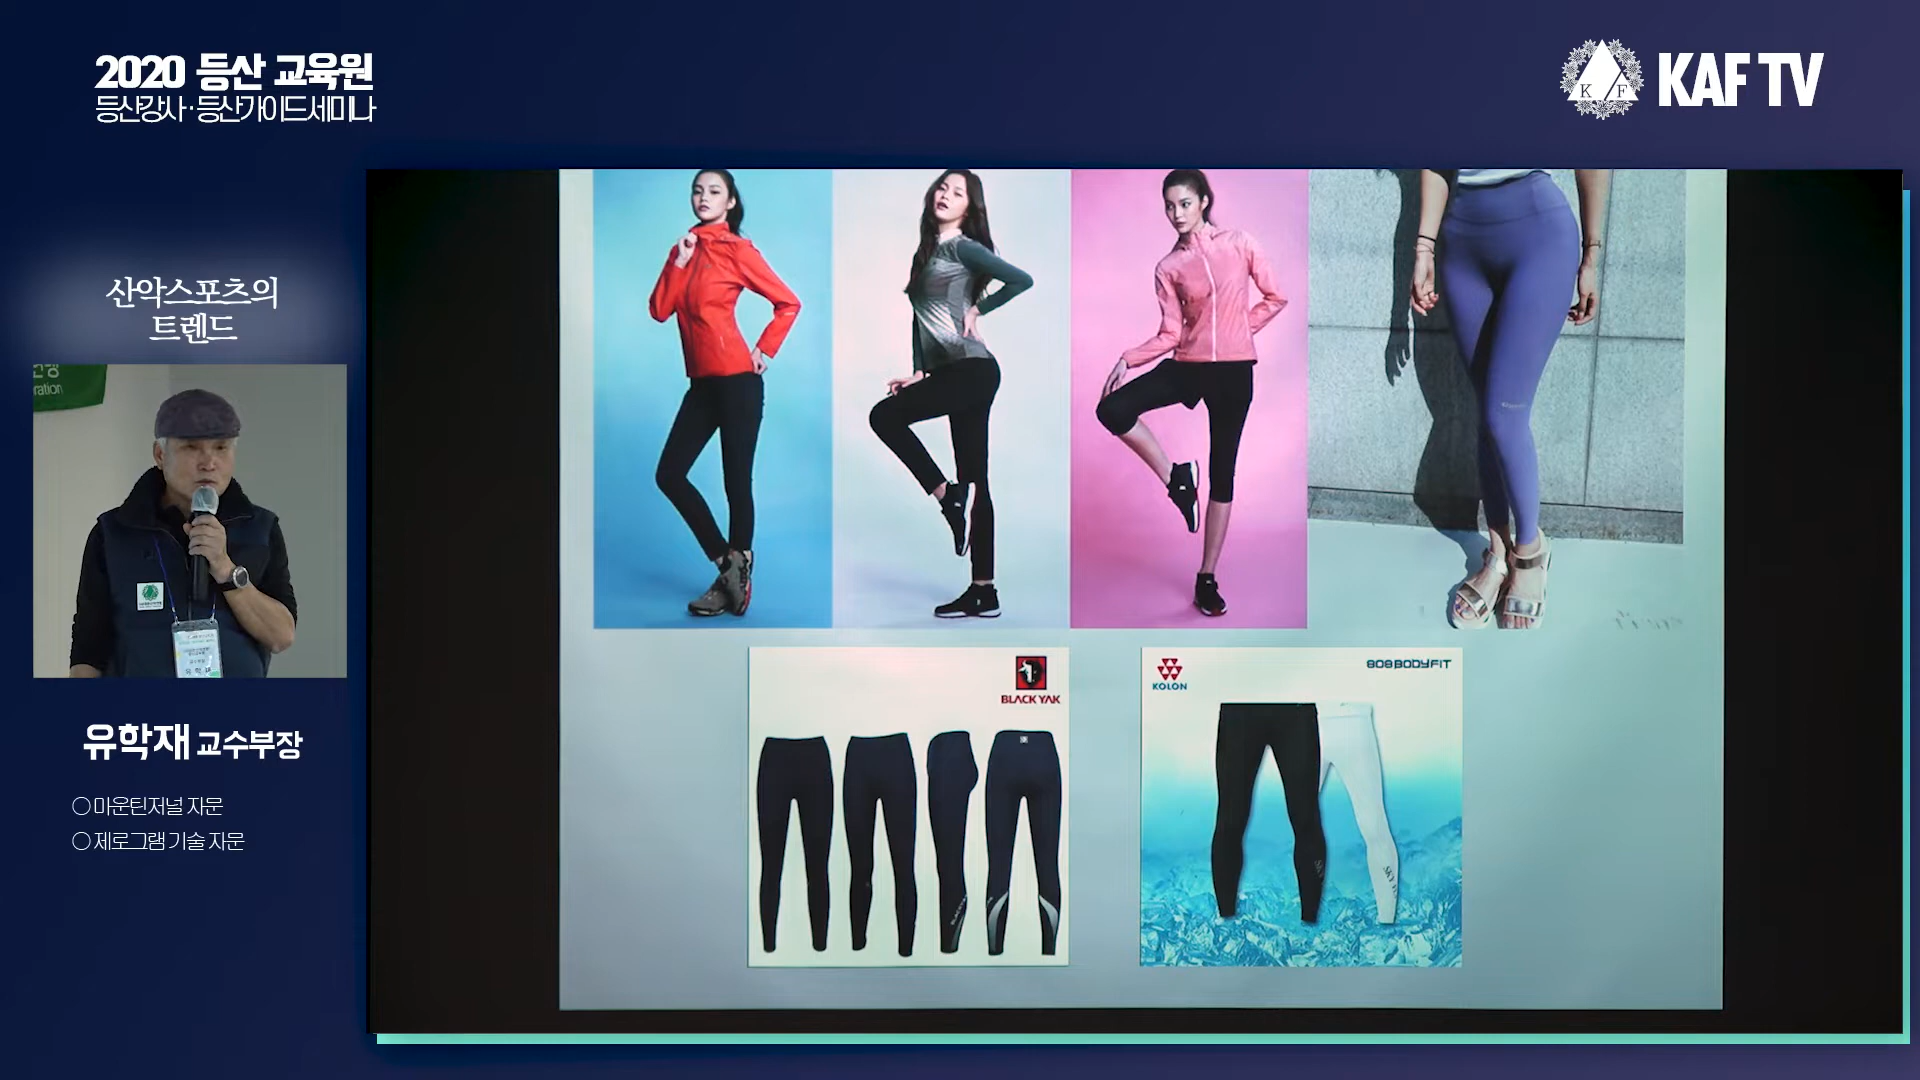 2020 등산 교육원
등산강사·등산가이드세미나
K F
KAF TV
산악스포츠의
트렌드
ration
유학재 교수부장
○ 마운틴저널 자문
○ 제로그램 기술 자문
BLACK YAK
KOLON
808BODYFIT